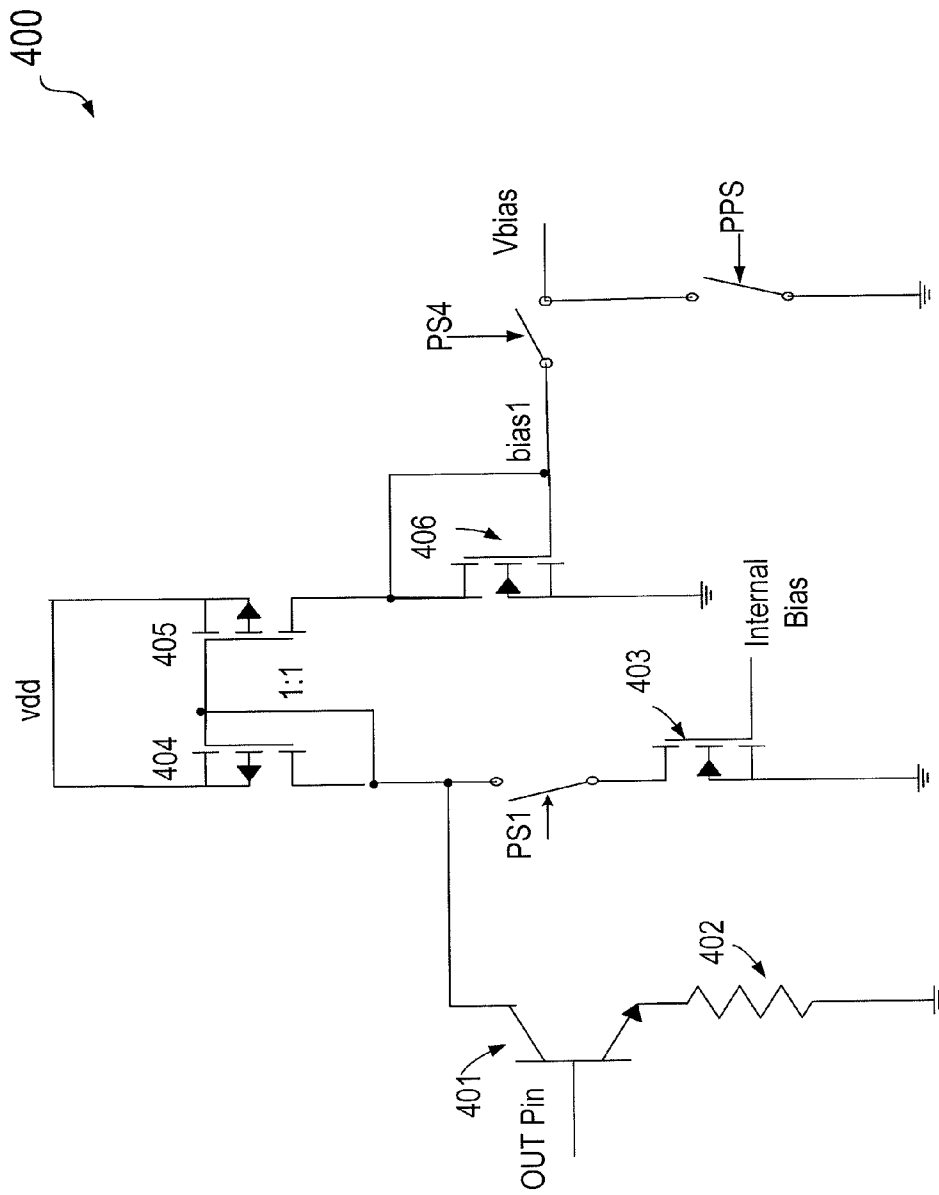 400
vdd
404
405
1:1
406
bias1
PS4
Vbias
PPS
PS1
403
Internal
Bias
401
OUT Pin
402